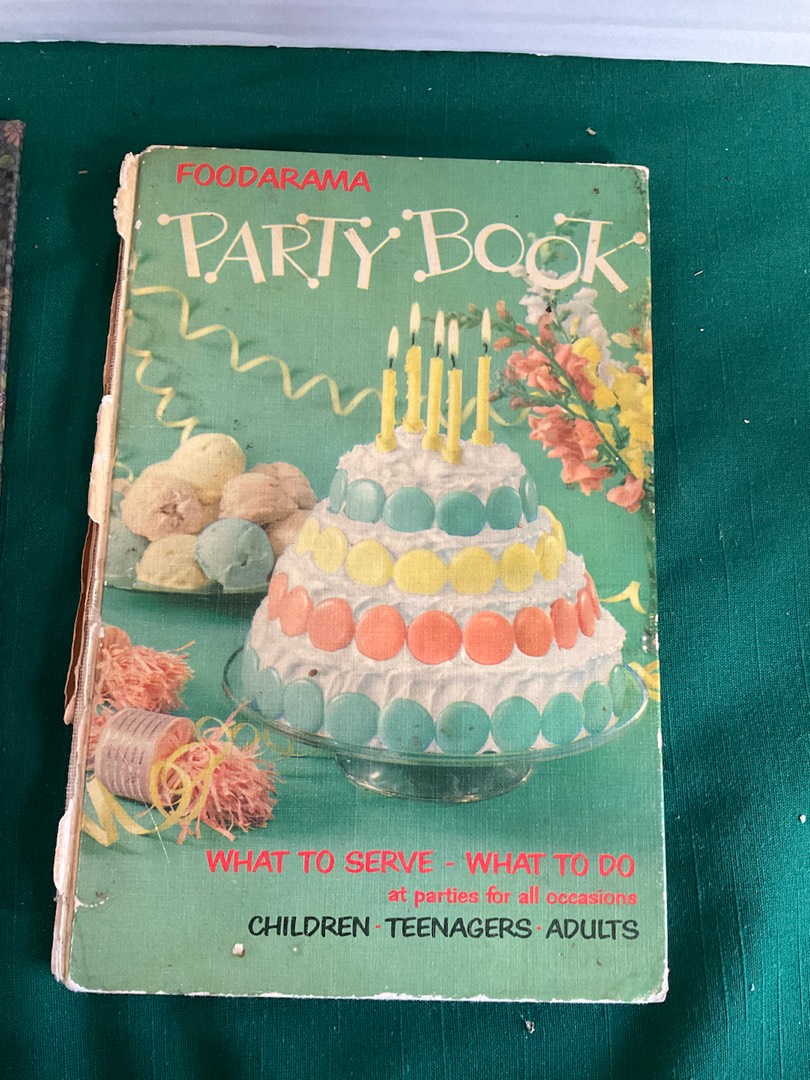 FOODARAMA
PARTY BOOK
WHAT TO SERVE - WHAT TO DO
at parties for all occasions
CHILDREN · TEENAGERS · ADULTS